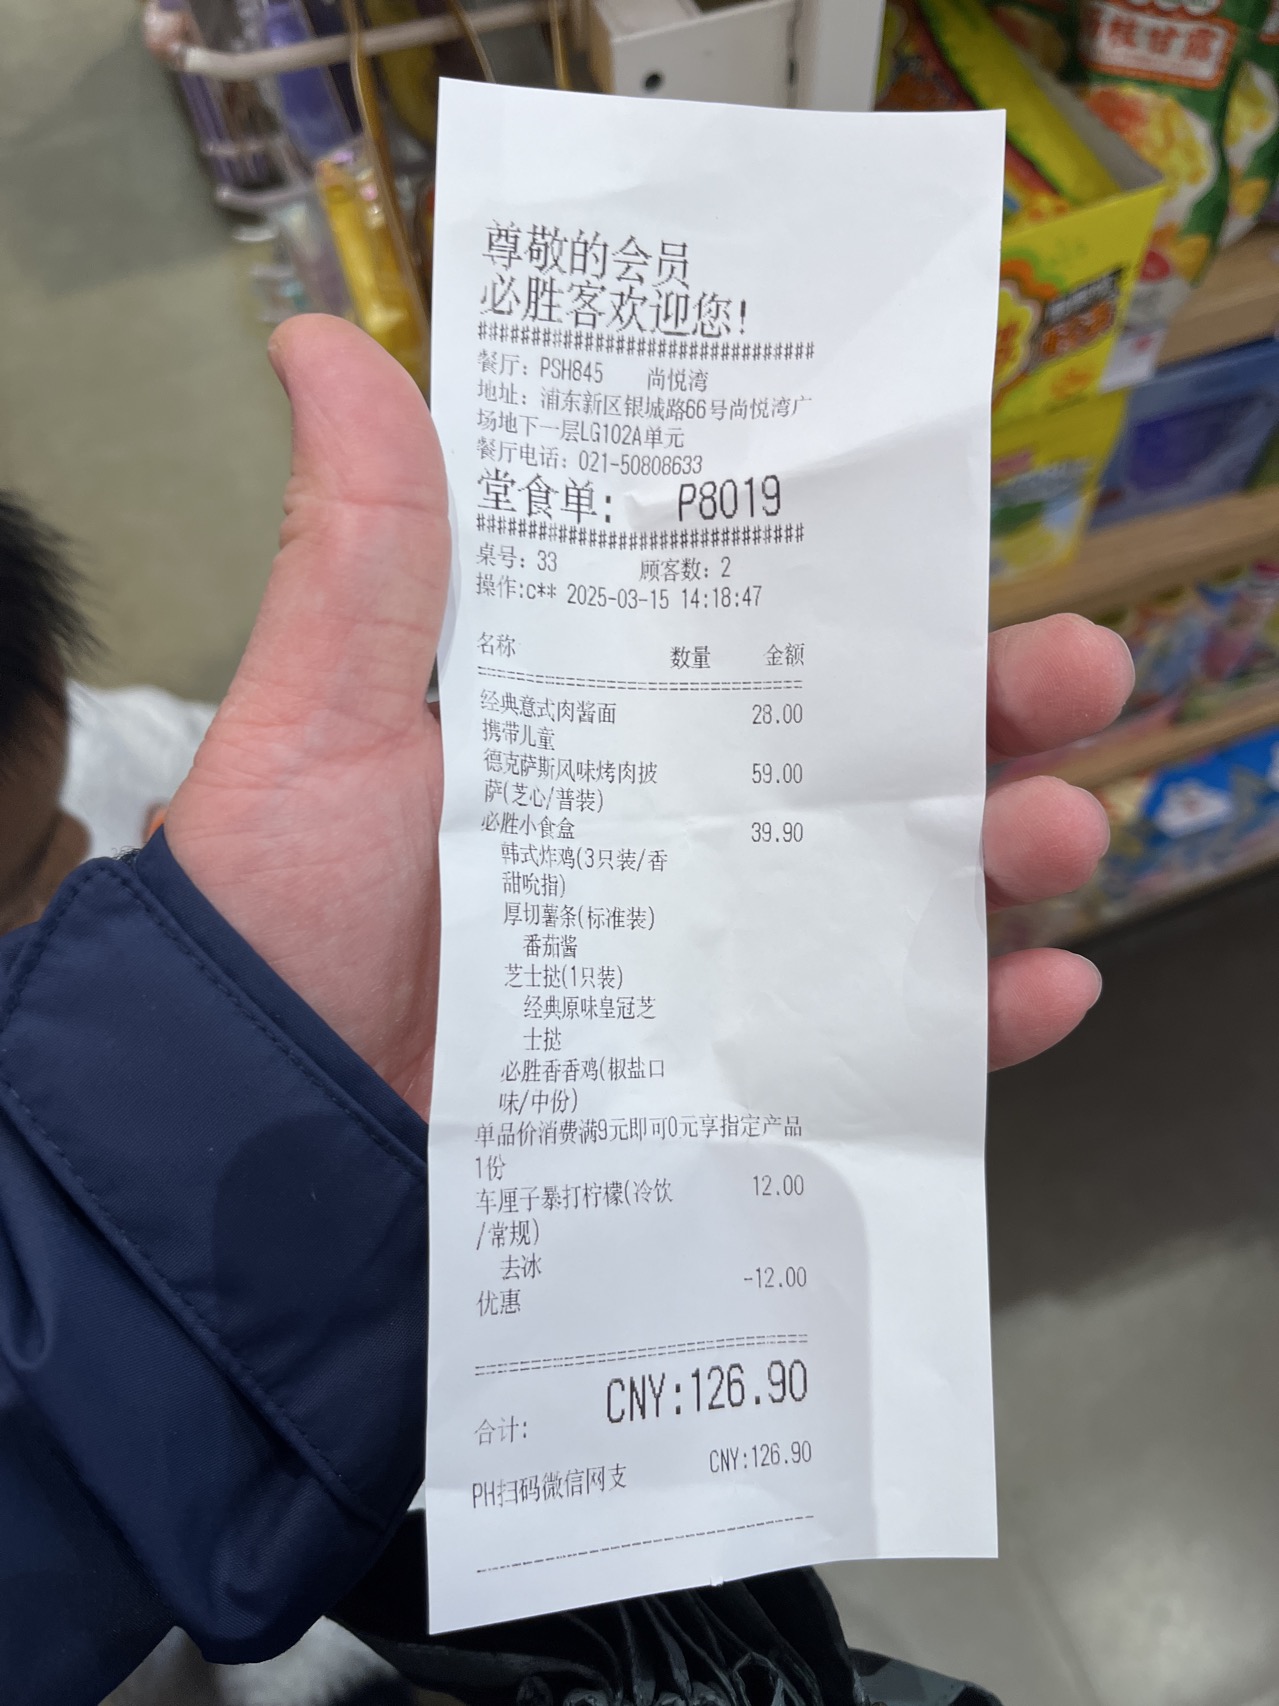 尊敬的会员
必胜客欢迎您!
################################
餐厅: PSH845 尚悦湾
地址: 浦东新区银城路66号尚悦湾广
场地下一层LG102A单元
餐厅电话: 021-50808633
堂食单: P8019
################################
桌号: 33 顾客数: 2
操作:c** 2025-03-15 14:18:47
名称 数量 金额
经典意式肉酱面 28.00
携带儿童
德克萨斯风味烤肉披 59.00
萨(芝心/普装)
必胜小食盒 39.90
韩式炸鸡(3只装/香
甜吮指)
厚切薯条(标准装)
番茄酱
芝士挞(1只装)
经典原味皇冠芝
士挞
必胜香香鸡(椒盐口
味/中份)
单品价消费满9元即可0元享指定产品
1份
车厘子暴打柠檬(冷饮 12.00
/常规)
去冰
优惠 -12.00
合计: CNY:126.90
PH扫码微信网支 CNY:126.90